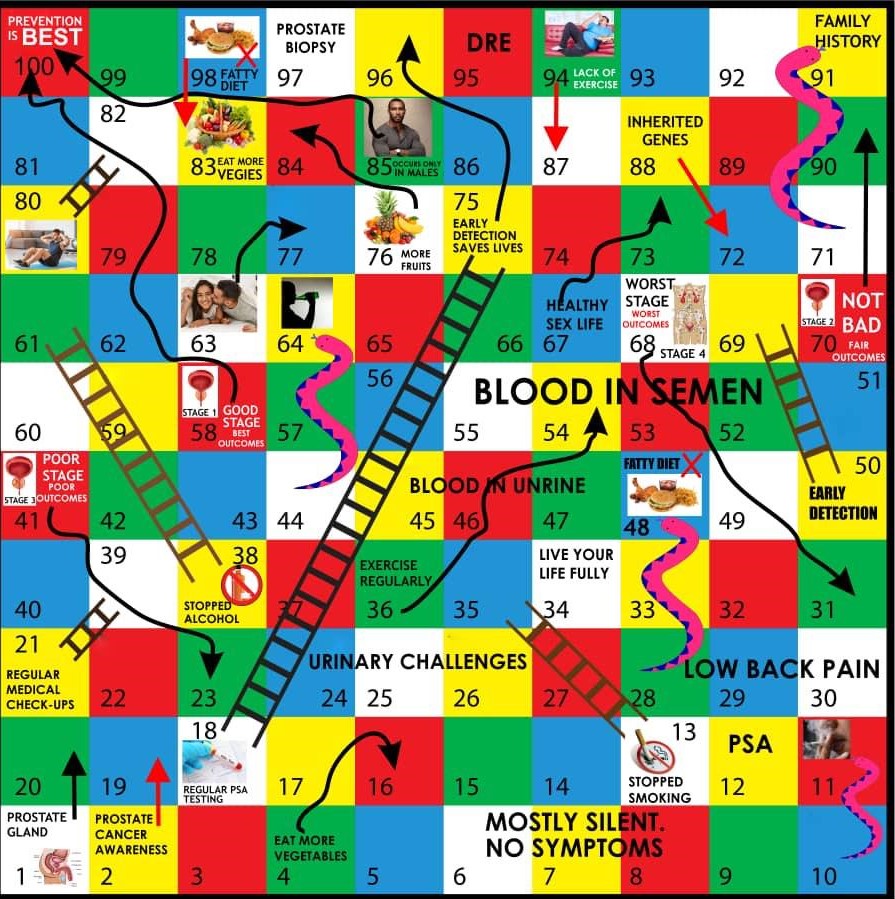 PREVENTION
IS BEST
100
99
98 FATTY
DIET
PROSTATE
BIOPSY
97
96
DRE
95
94 LACK OF
EXERCISE
93
92
FAMILY
HISTORY
91
81
82
83 EAT MORE
VEGIES
84
85 OCCURS ONLY
IN MALES
86
87
INHERITED
GENES
88
89
90
80
79
78
77
76 MORE
FRUITS
75
EARLY
DETECTION
SAVES LIVES
74
73
72
71
61
62
63
64
65
66
HEALTHY
SEX LIFE
67
WORST
STAGE
WORST
OUTCOMES
68
STAGE 4
69
STAGE 2
NOT
BAD
70 FAIR
OUTCOMES
60
59
STAGE 1
GOOD
STAGE
58 BEST
OUTCOMES
57
56
BLOOD IN SEMEN
55
54
53
52
51
POOR
STAGE
POOR
OUTCOMES
STAGE 3
41
42
43
44
BLOOD IN UNRINE
45
46
47
FATTY DIET
48
49
50
EARLY
DETECTION
40
39
38
STOPPED
ALCOHOL
37
EXERCISE
REGULARLY
36
35
LIVE YOUR
LIFE FULLY
34
33
32
31
21
REGULAR
MEDICAL
CHECK-UPS
22
23
24
URINARY CHALLENGES
25
26
27
28
LOW BACK PAIN
29
30
20
19
18
REGULAR PSA
TESTING
17
16
15
14
13
STOPPED
SMOKING
PSA
12
11
PROSTATE
GLAND
1
PROSTATE
CANCER
AWARENESS
2
3
EAT MORE
VEGETABLES
4
5
MOSTLY SILENT.
NO SYMPTOMS
6
7
8
9
10